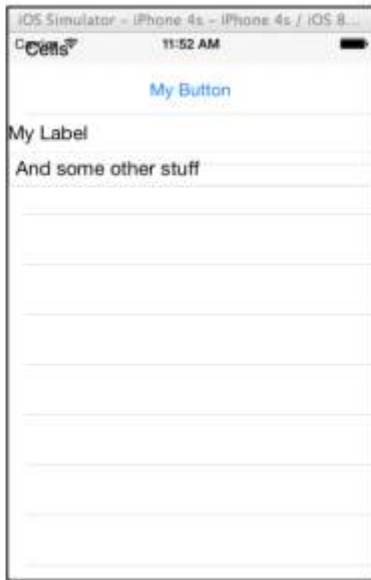 iOS Simulator - iPhone 4s - iPhone 4s / iOS 8...
Carrier 11:52 AM
Cells
My Button
My Label
And some other stuff